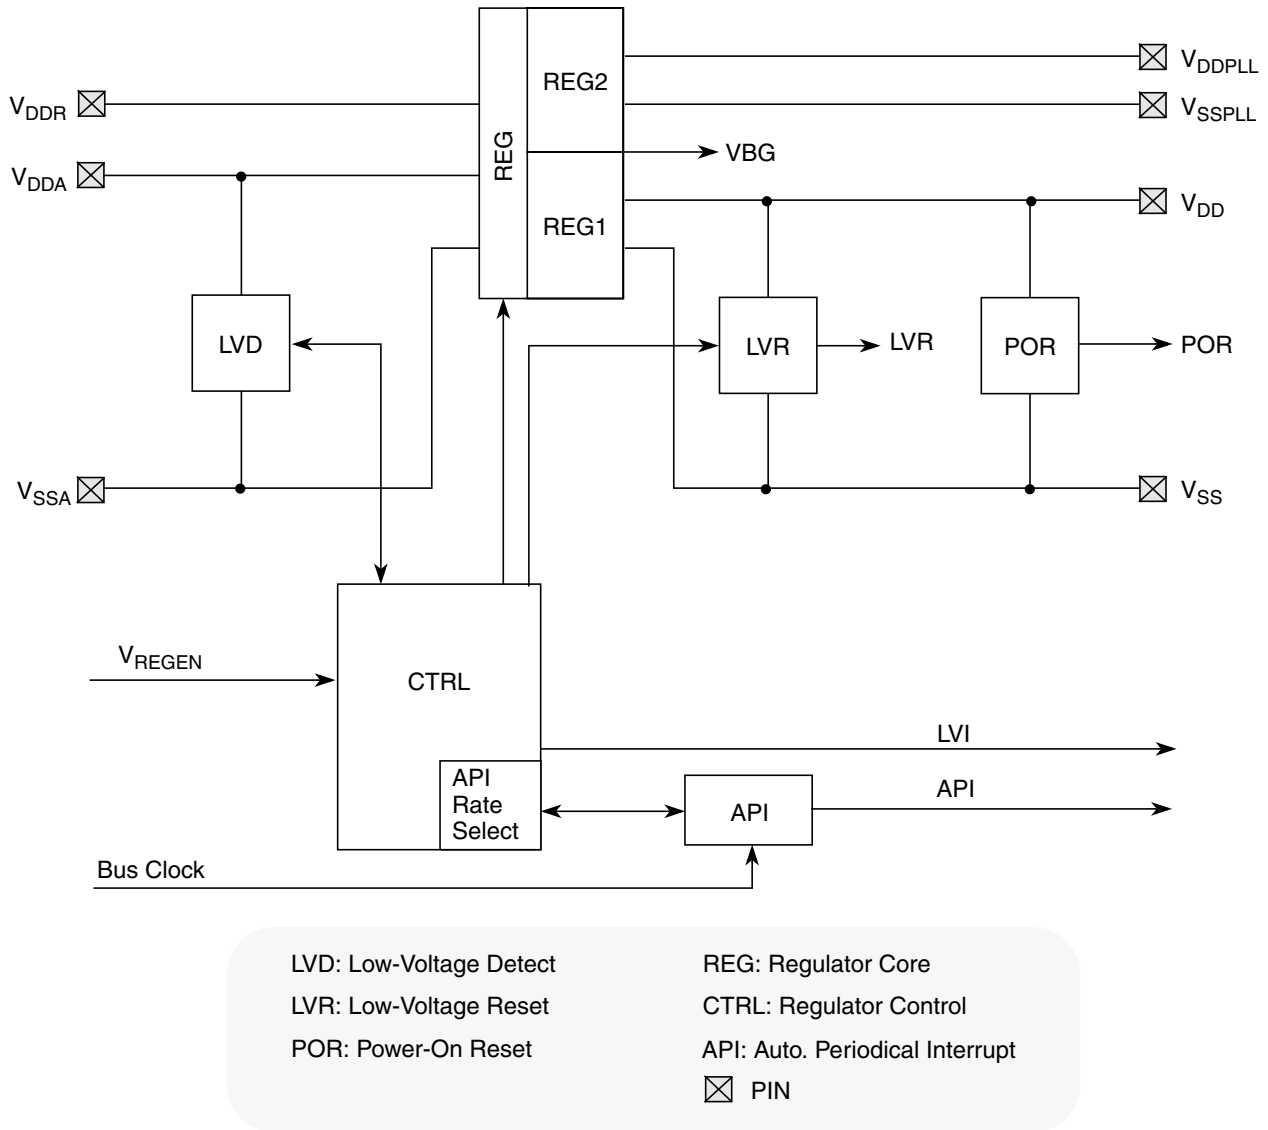 REG
REG2
REG1
VDDR
VDDA
VSSA
VDDPLL
VSSPLL
VBG
VDD
LVD
LVR
LVR
POR
POR
VSS
VREGEN
CTRL
LVI
API
Rate
Select
API
API
Bus Clock
LVD: Low-Voltage Detect
LVR: Low-Voltage Reset
POR: Power-On Reset
REG: Regulator Core
CTRL: Regulator Control
API: Auto. Periodical Interrupt
PIN